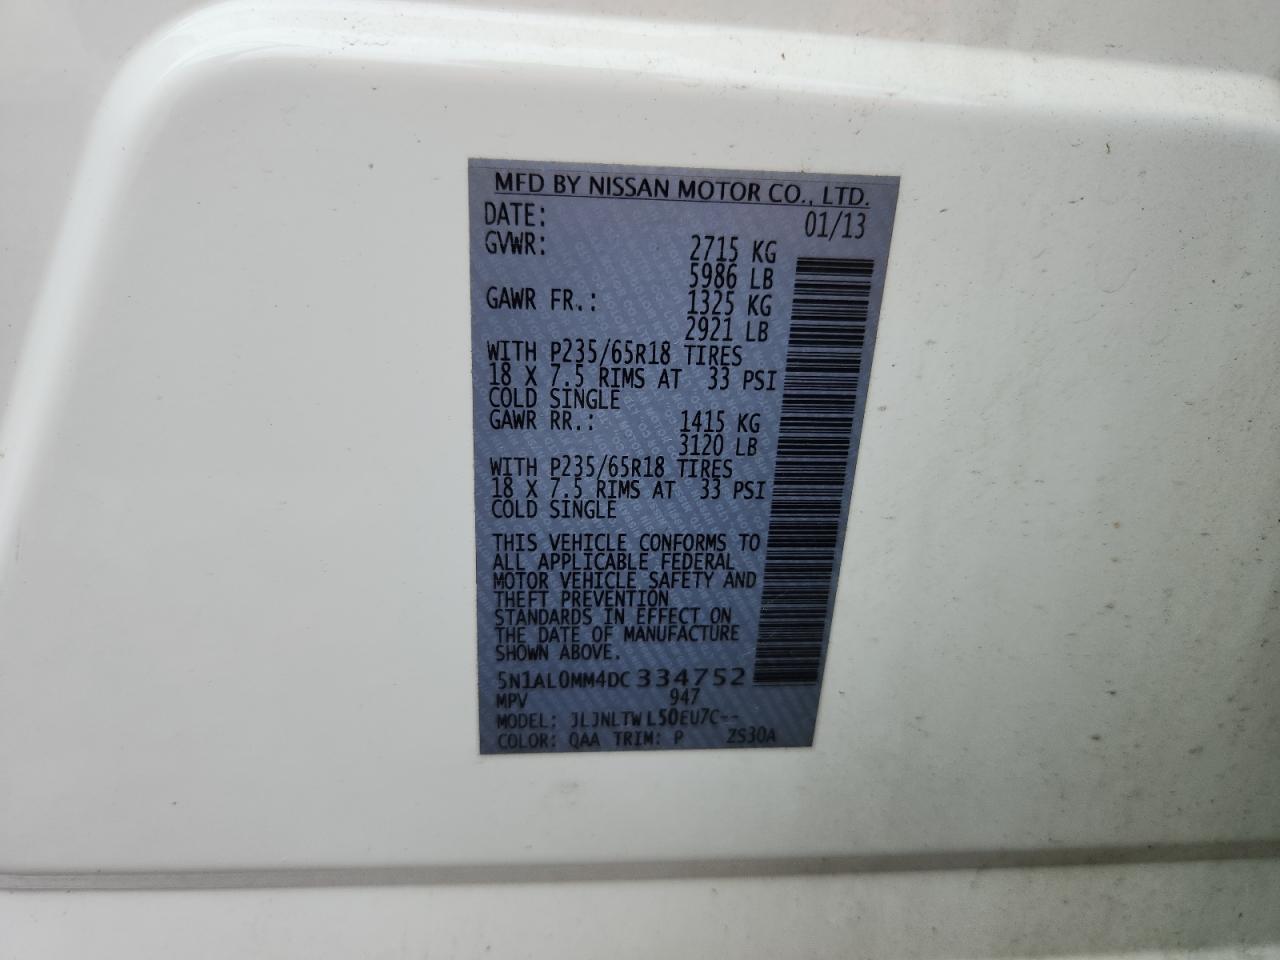 MFD BY NISSAN MOTOR CO., LTD.
DATE: 01/13
GVWR: 2715 KG
5986 LB
GAWR FR.: 1325 KG
2921 LB
WITH P235/65R18 TIRES
18 X 7.5 RIMS AT 33 PSI
COLD SINGLE
GAWR RR.: 1415 KG
3120 LB
WITH P235/65R18 TIRES
18 X 7.5 RIMS AT 33 PSI
COLD SINGLE
THIS VEHICLE CONFORMS TO
ALL APPLICABLE FEDERAL
MOTOR VEHICLE SAFETY AND
THEFT PREVENTION
STANDARDS IN EFFECT ON
THE DATE OF MANUFACTURE
SHOWN ABOVE.
5N1AL0MM4DC334752
MPV 947
MODEL: JLJNLTWL50EU7C--
COLOR: QAA TRIM: P ZS30A